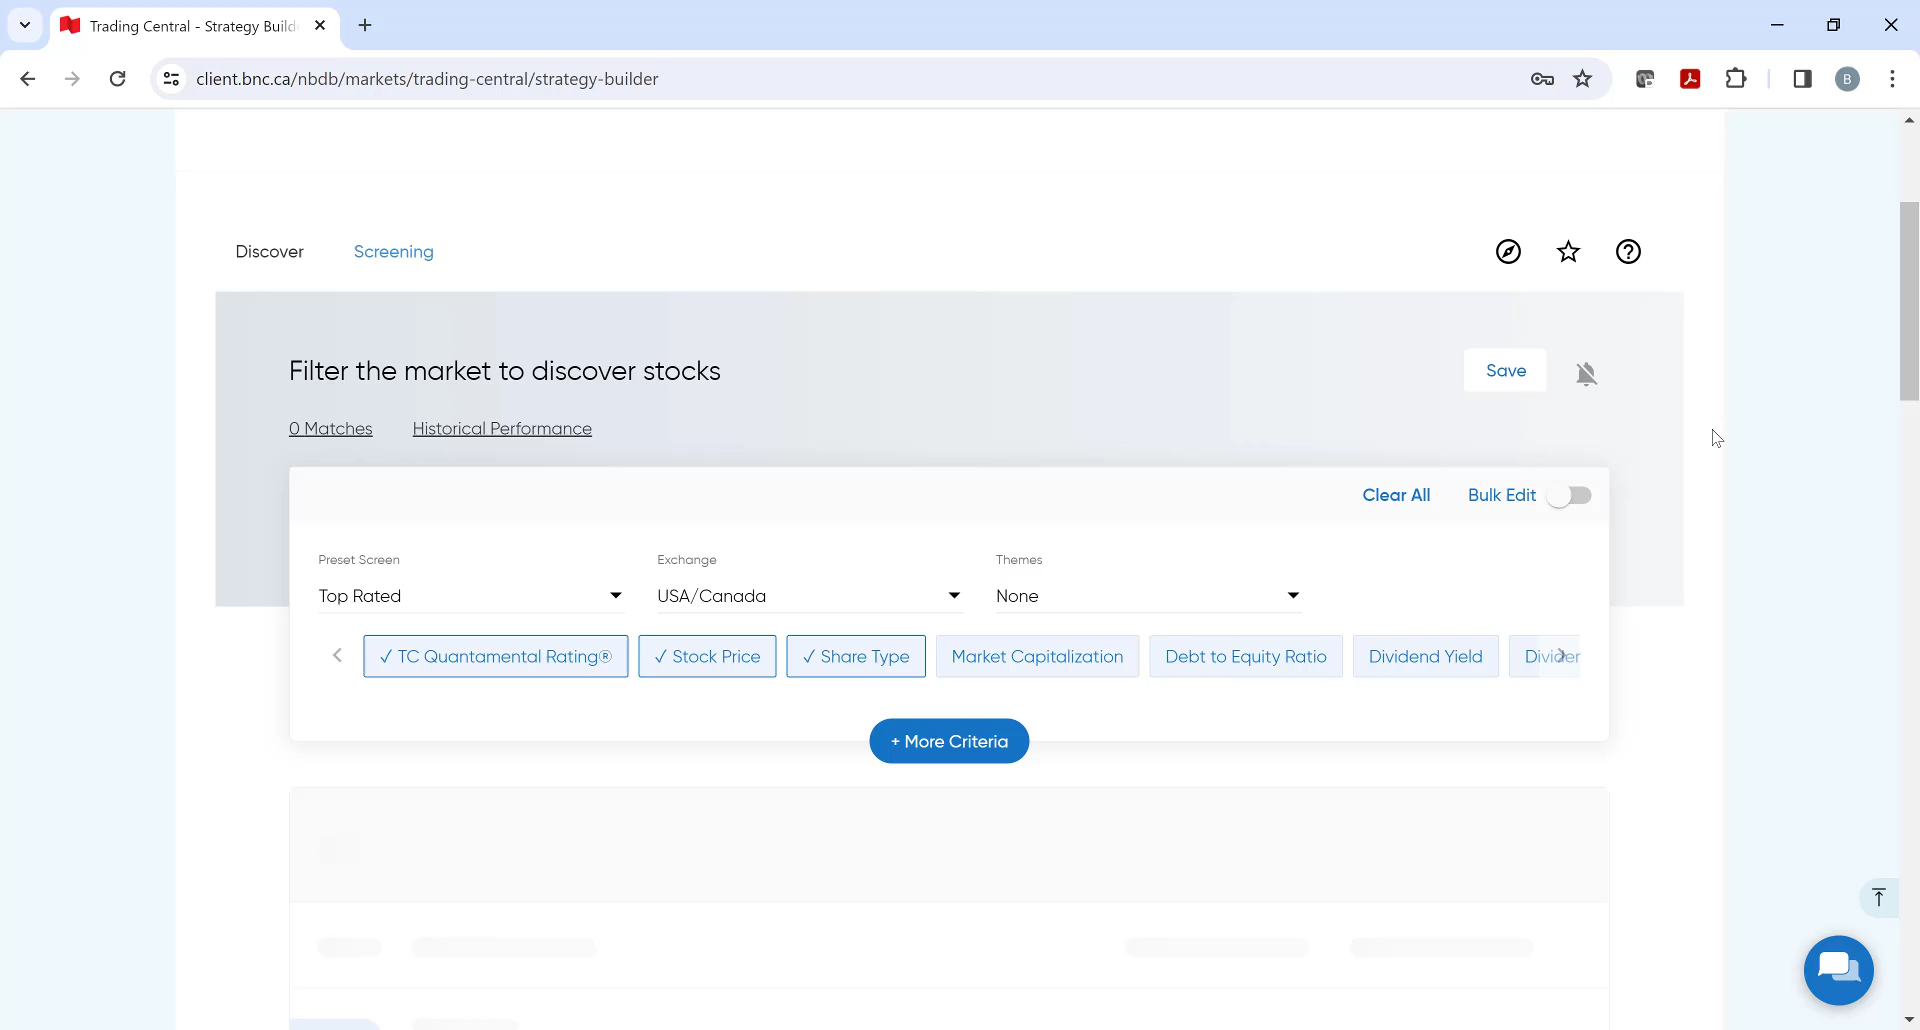 Trading Central - Strategy Build
client.bnc.ca/nbdb/markets/trading-central/strategy-builder
B
Discover Screening
Filter the market to discover stocks
Save
0 Matches Historical Performance
Clear All Bulk Edit
Preset Screen Exchange Themes
Top Rated USA/Canada None
✓ TC Quantamental Rating® ✓ Stock Price ✓ Share Type Market Capitalization Debt to Equity Ratio Dividend Yield
+ More Criteria